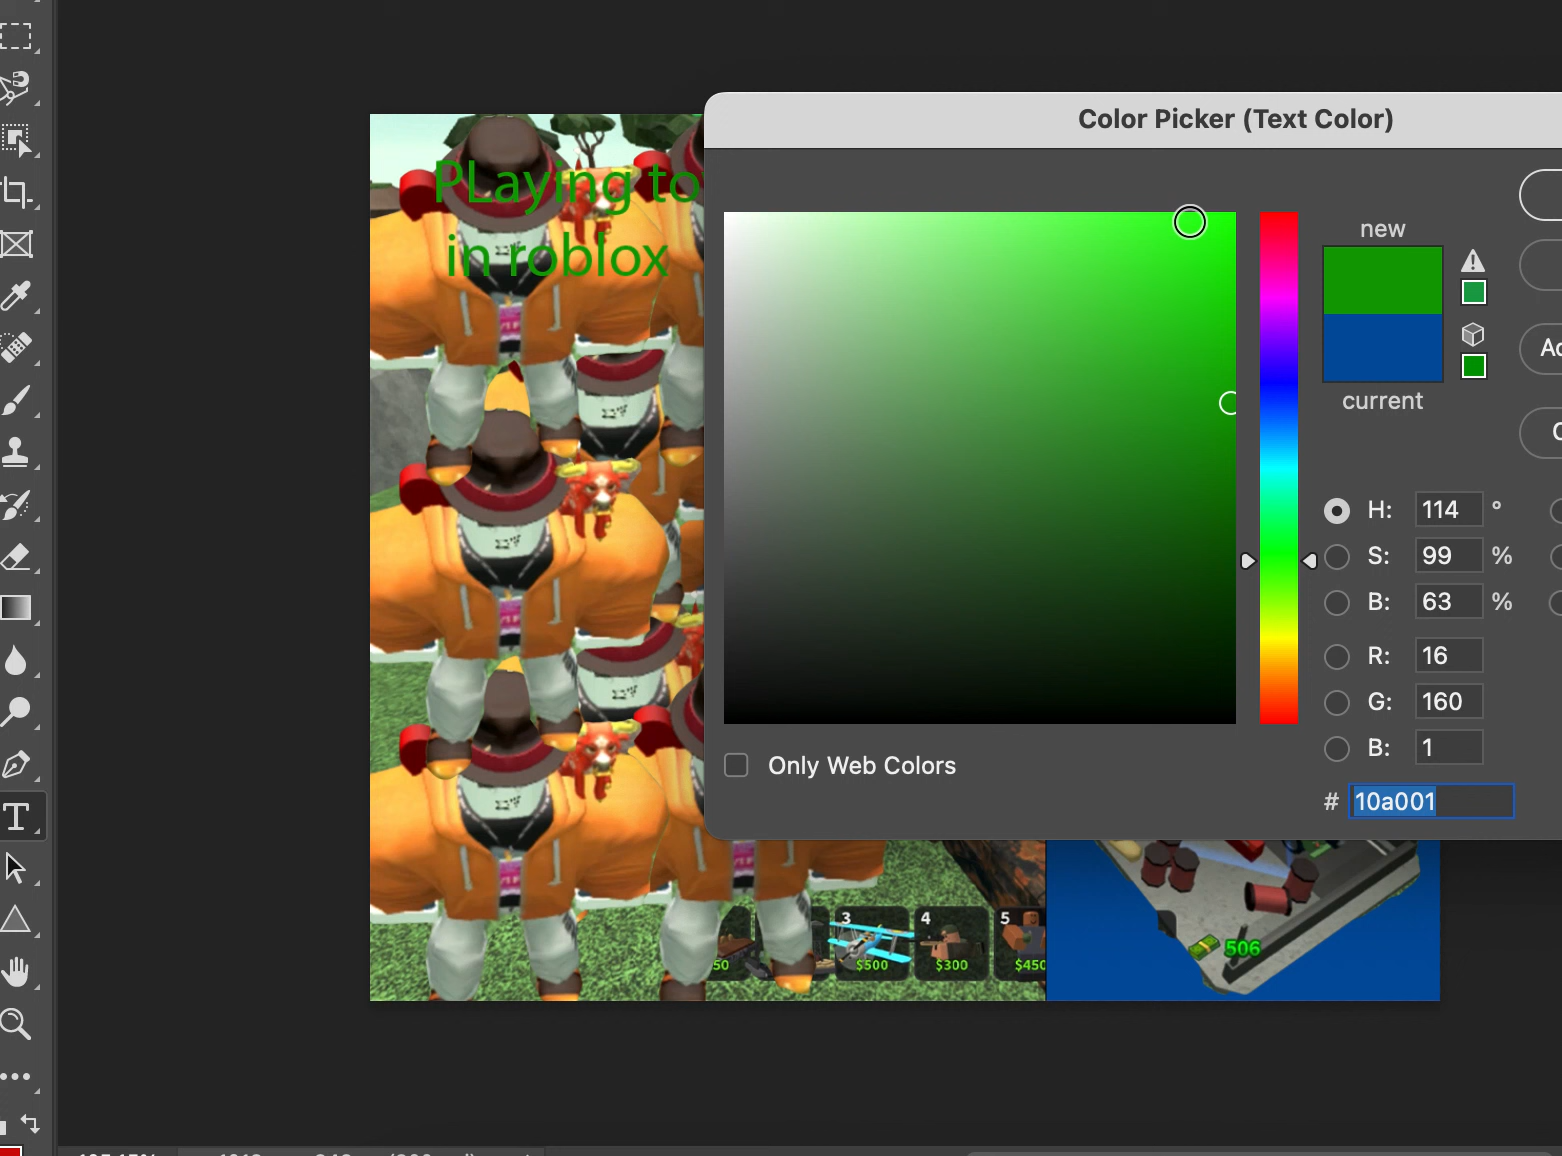 Color Picker (Text Color)
PLaying to
in roblox
new
current
H: 114 °
S: 99 %
B: 63 %
R: 16
G: 160
B: 1
# 10a001
Only Web Colors
3
4
5
50
$500
$300
$450
506
T